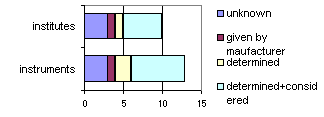 institutes
instruments
0 5 10 15
unknown
given by
maufacturer
determined
determined+consid
ered